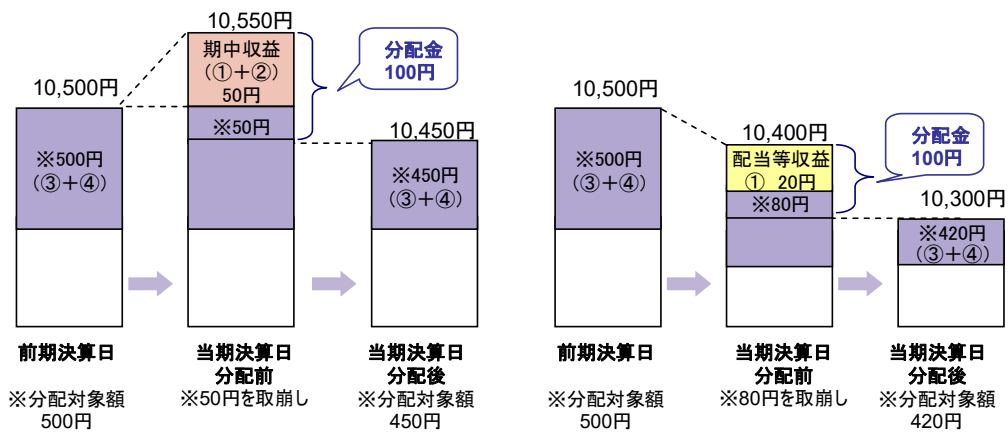 10,550円
期中収益
(①+②)
50円
※50円
分配金
100円
10,500円
※500円
(③+④)
10,450円
※450円
(③+④)
前期決算日
当期決算日
分配前
当期決算日
分配後
※分配対象額
500円
※50円を取崩し
※分配対象額
450円
10,500円
※500円
(③+④)
10,400円
配当等収益
① 20円
※80円
分配金
100円
10,300円
※420円
(③+④)
前期決算日
当期決算日
分配前
当期決算日
分配後
※分配対象額
500円
※80円を取崩し
※分配対象額
420円